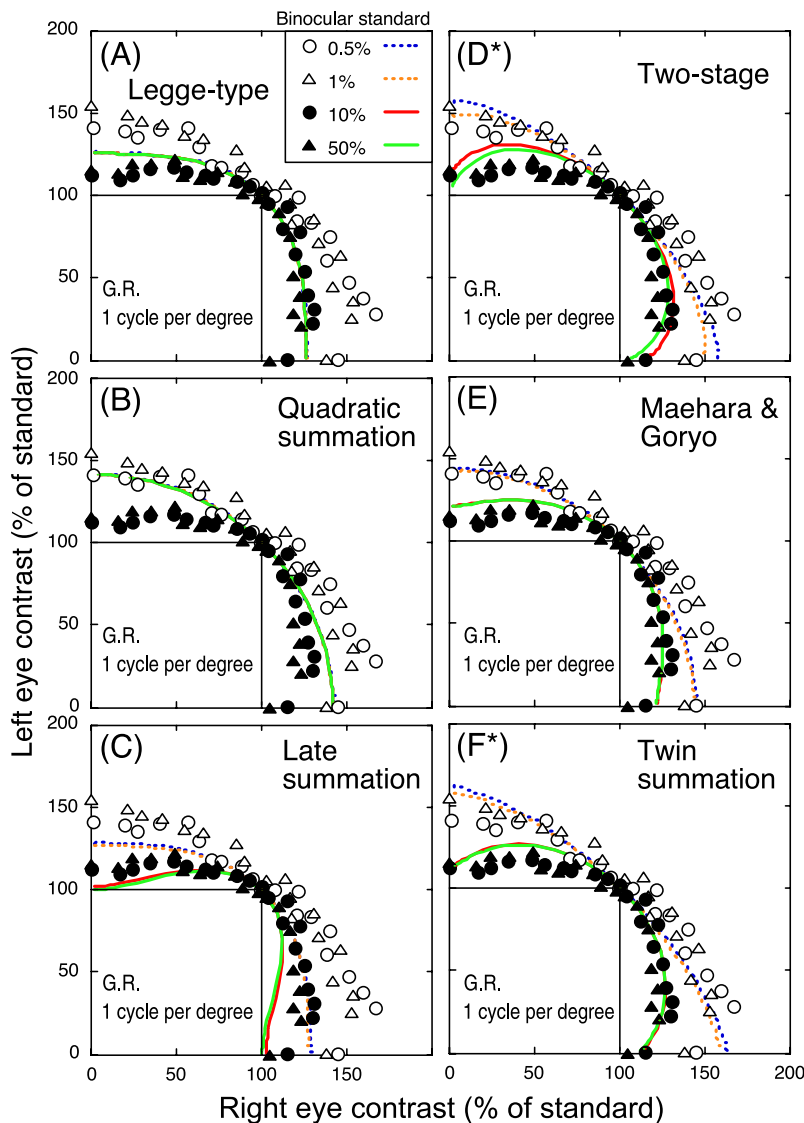 Binocular standard
0.5%
1%
10%
50%
(A)
Legge-type
G.R.
1 cycle per degree
200
150
100
50
0
(D*)
Two-stage
G.R.
1 cycle per degree
(B)
Quadratic
summation
G.R.
1 cycle per degree
200
150
100
50
0
(E)
Maehara &
Goryo
G.R.
1 cycle per degree
(C)
Late
summation
G.R.
1 cycle per degree
200
150
100
50
0
0 50 100 150
(F*)
Twin
summation
G.R.
1 cycle per degree
0 50 100 150 200
Left eye contrast (% of standard)
Right eye contrast (% of standard)